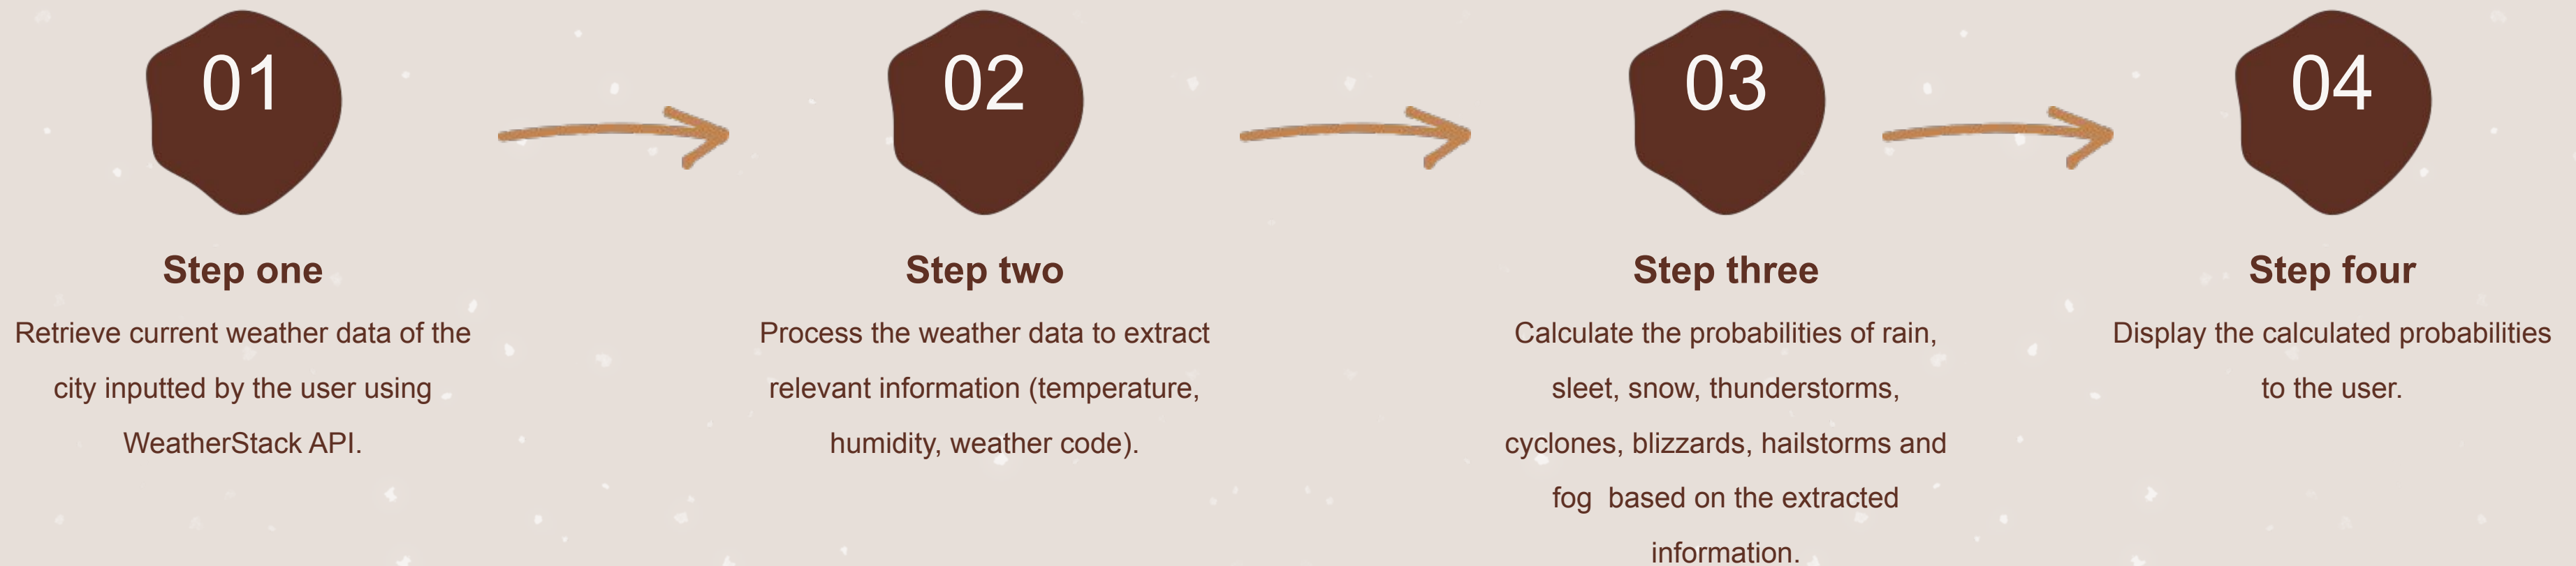 01
Step one
Retrieve current weather data of the
city inputted by the user using
WeatherStack API.
02
Step two
Process the weather data to extract
relevant information (temperature,
humidity, weather code).
03
Step three
Calculate the probabilities of rain,
sleet, snow, thunderstorms,
cyclones, blizzards, hailstorms and
fog  based on the extracted
information.
04
Step four
Display the calculated probabilities
to the user.